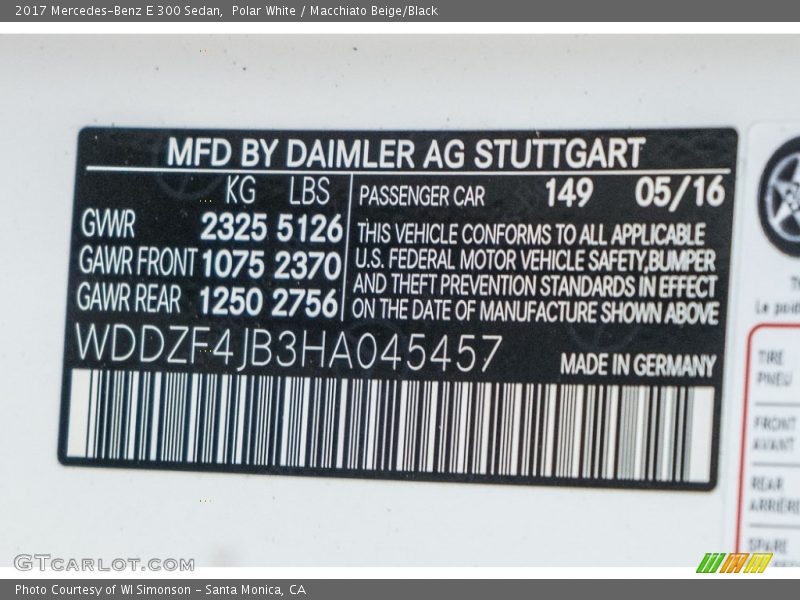 2017 Mercedes-Benz E 300 Sedan, Polar White / Macchiato Beige/Black
MFD BY DAIMLER AG STUTTGART
KG LBS
GVWR 2325 5126
GAWR FRONT 1075 2370
GAWR REAR 1250 2756
PASSENGER CAR 149 05/16
THIS VEHICLE CONFORMS TO ALL APPLICABLE
U.S. FEDERAL MOTOR VEHICLE SAFETY,BUMPER
AND THEFT PREVENTION STANDARDS IN EFFECT
ON THE DATE OF MANUFACTURE SHOWN ABOVE
WDDZF4JB3HA045457
MADE IN GERMANY
Le poid
TIRE
PNEU
FRONT
AVANT
REAR
ARRIÈRE
SPARE
GTCARLOT.COM
Photo Courtesy of WI Simonson - Santa Monica, CA